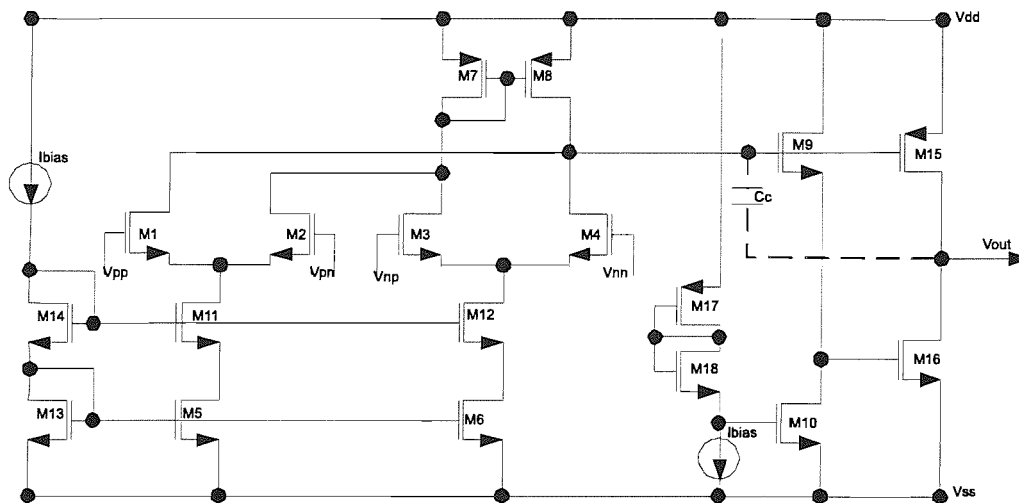 Vdd
M7
M8
M9
M15
Ibias
Cc
M1
M2
M3
M4
Vpp
Vpn
Vnp
Vnn
Vout
M17
M14
M11
M12
M18
M16
M13
M5
M6
M10
Ibias
Vss